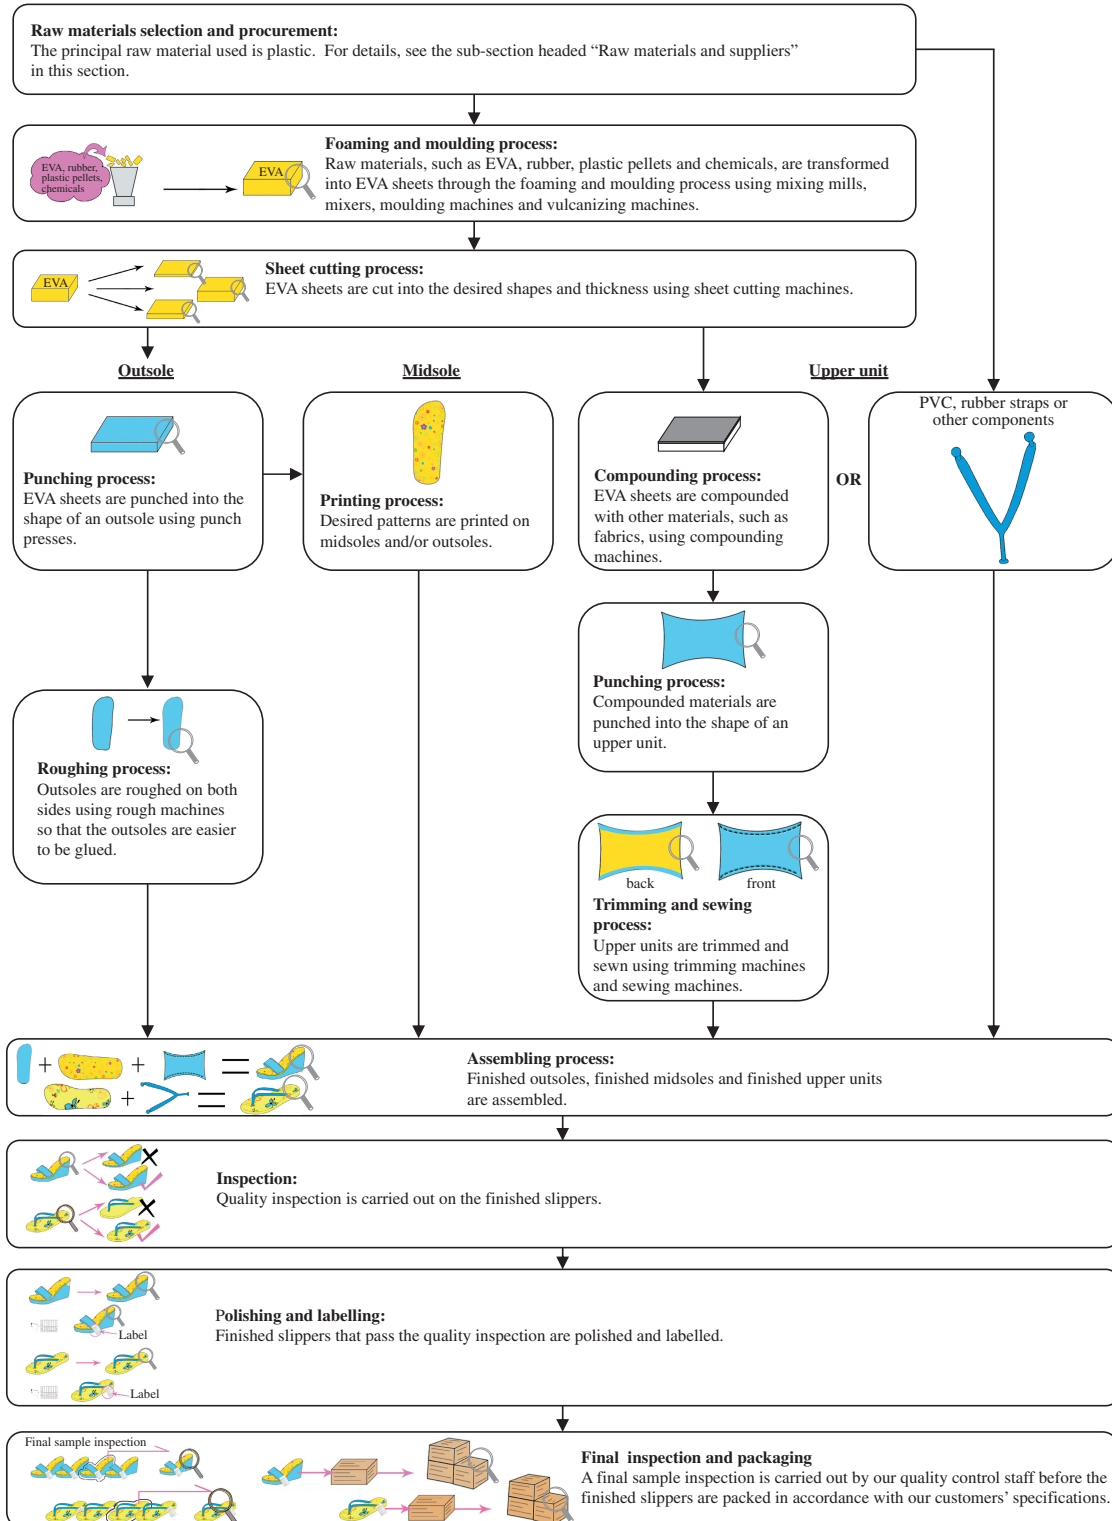 Raw materials selection and procurement:
The principal raw material used is plastic. For details, see the sub-section headed “Raw materials and suppliers”
in this section.
EVA, rubber,
plastic pellets,
chemicals
EVA
Foaming and moulding process:
Raw materials, such as EVA, rubber, plastic pellets and chemicals, are transformed
into EVA sheets through the foaming and moulding process using mixing mills,
mixers, moulding machines and vulcanizing machines.
EVA
Sheet cutting process:
EVA sheets are cut into the desired shapes and thickness using sheet cutting machines.
Outsole
Midsole
Upper unit
Punching process:
EVA sheets are punched into the
shape of an outsole using punch
presses.
Printing process:
Desired patterns are printed on
midsoles and/or outsoles.
Compounding process:
EVA sheets are compounded
with other materials, such as
fabrics, using compounding
machines.
OR
PVC, rubber straps or
other components
Punching process:
Compounded materials are
punched into the shape of an
upper unit.
Roughing process:
Outsoles are roughed on both
sides using rough machines
so that the outsoles are easier
to be glued.
back
front
Trimming and sewing
process:
Upper units are trimmed and
sewn using trimming machines
and sewing machines.
+ + =
+ =
Assembling process:
Finished outsoles, finished midsoles and finished upper units
are assembled.
Inspection:
Quality inspection is carried out on the finished slippers.
Label
Label
Polishing and labelling:
Finished slippers that pass the quality inspection are polished and labelled.
Final sample inspection
Final inspection and packaging
A final sample inspection is carried out by our quality control staff before the
finished slippers are packed in accordance with our customers’ specifications.